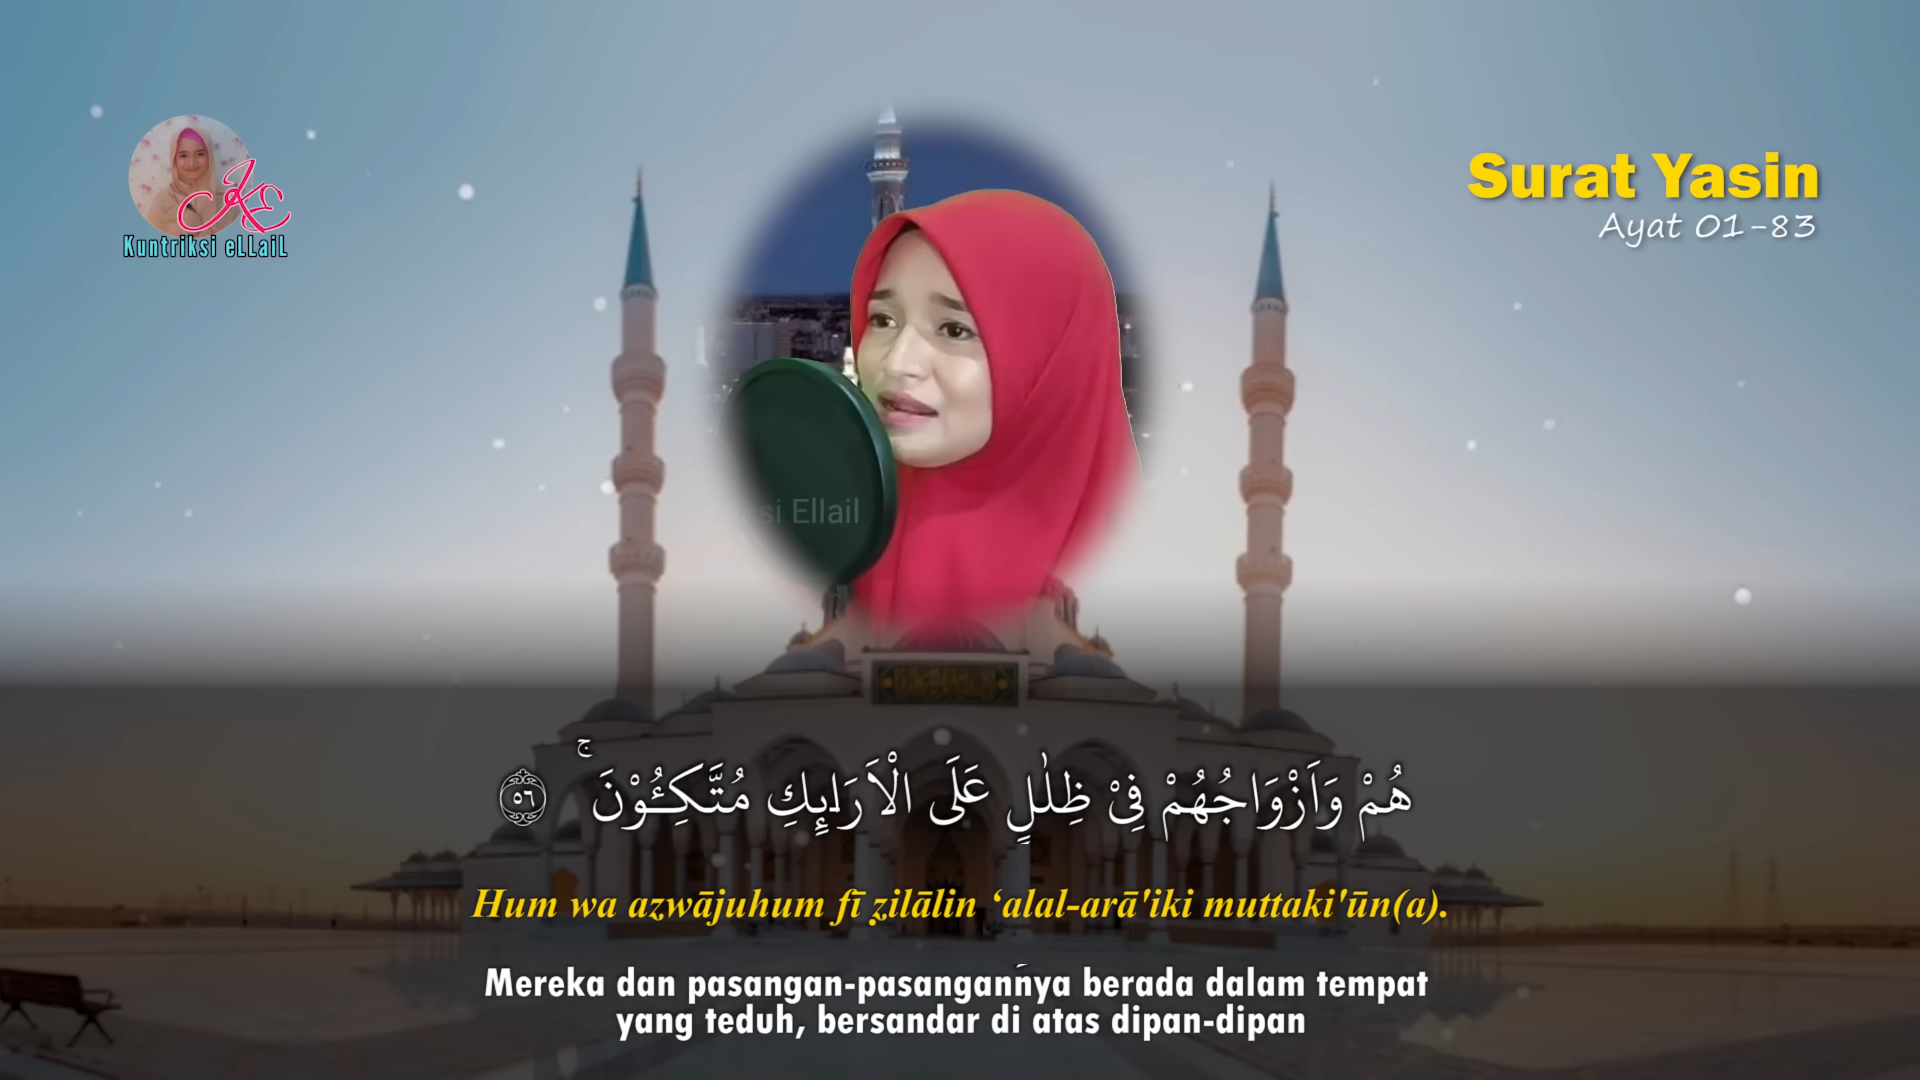 Kuntriksi eLLaiL
Surat Yasin
Ayat 01-83
si Ellail
هُمْ وَاَزْوَاجُهُمْ فِيْ ظِلٰلٍ عَلَى الْاَرَاۤىِٕكِ مُتَّكِـُٔوْنَ ۚ ٥٦
Hum wa azwājuhum fī ẓilālin ‘alal-arā'iki muttaki'ūn(a).
Mereka dan pasangan-pasangannya berada dalam tempat
yang teduh, bersandar di atas dipan-dipan